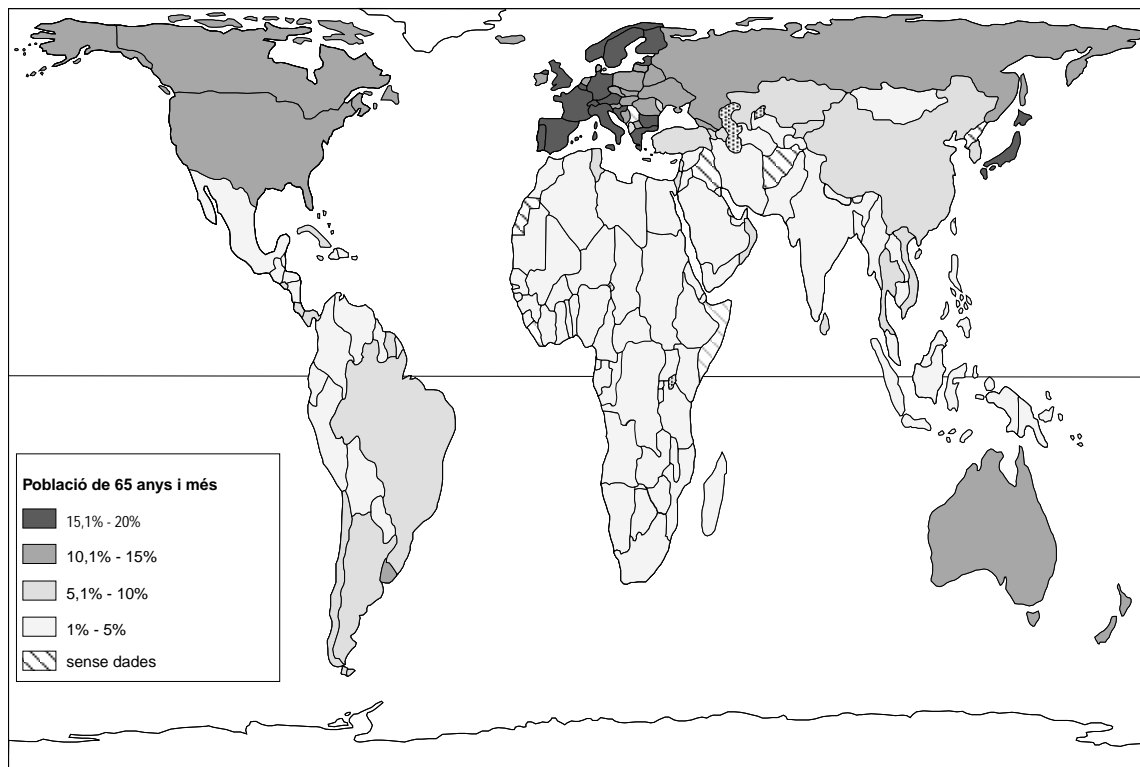 Població de 65 anys i més
15,1% - 20%
10,1% - 15%
5,1% - 10%
1% - 5%
sense dades